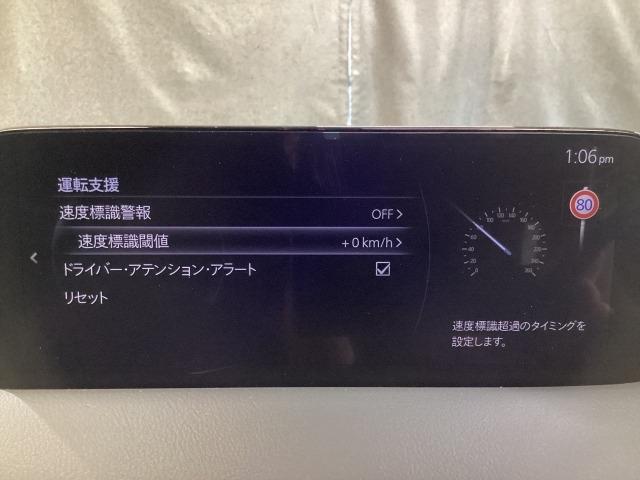 1:06 pm
運転支援
速度標識警報 OFF
速度標識閾値 +0 km/h
ドライバー・アテンション・アラート
リセット
80
速度標識超過のタイミングを
設定します。